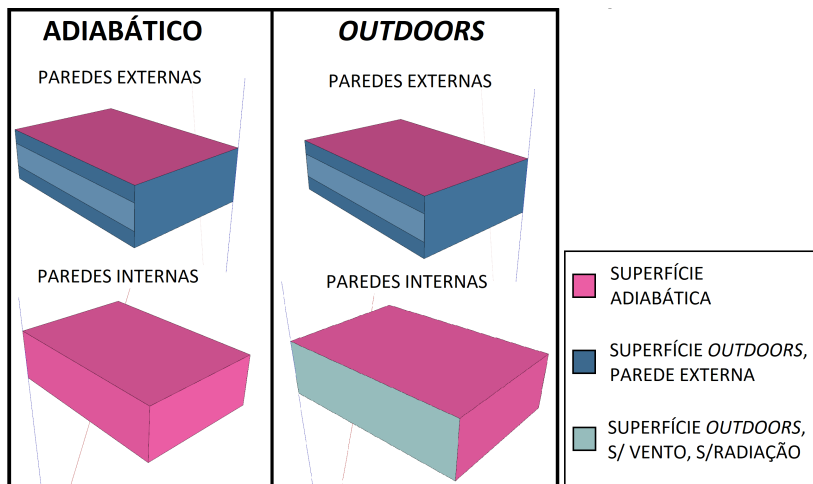 ADIABÁTICO
OUTDOORS
PAREDES EXTERNAS
PAREDES EXTERNAS
PAREDES INTERNAS
PAREDES INTERNAS
SUPERFÍCIE
ADIABÁTICA
SUPERFÍCIE OUTDOORS,
PAREDE EXTERNA
SUPERFÍCIE OUTDOORS,
S/ VENTO, S/RADIAÇÃO